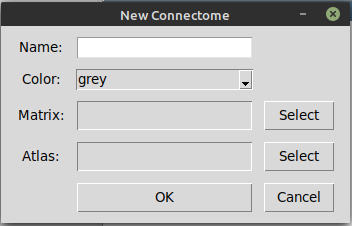 New Connectome
Name:
Color: grey
Matrix: Select
Atlas: Select
OK Cancel